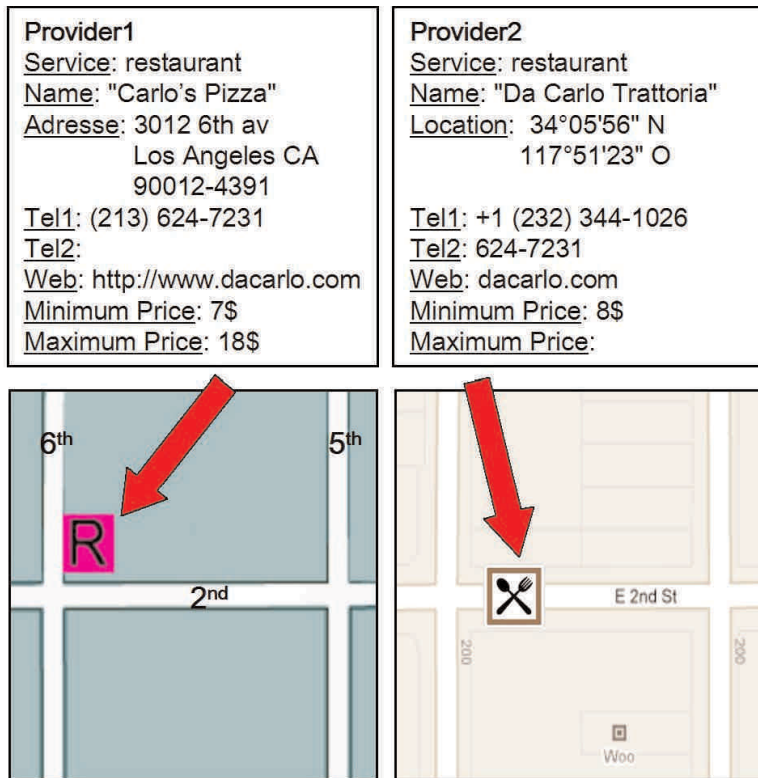 Provider1
Service: restaurant
Name: "Carlo's Pizza"
Adresse: 3012 6th av
Los Angeles CA
90012-4391
Tel1: (213) 624-7231
Tel2:
Web: http://www.dacarlo.com
Minimum Price: 7$
Maximum Price: 18$
Provider2
Service: restaurant
Name: "Da Carlo Trattoria"
Location: 34°05'56" N
117°51'23" O
Tel1: +1 (232) 344-1026
Tel2: 624-7231
Web: dacarlo.com
Minimum Price: 8$
Maximum Price:
6th
5th
R
2nd
E 2nd St
200
200
Woo